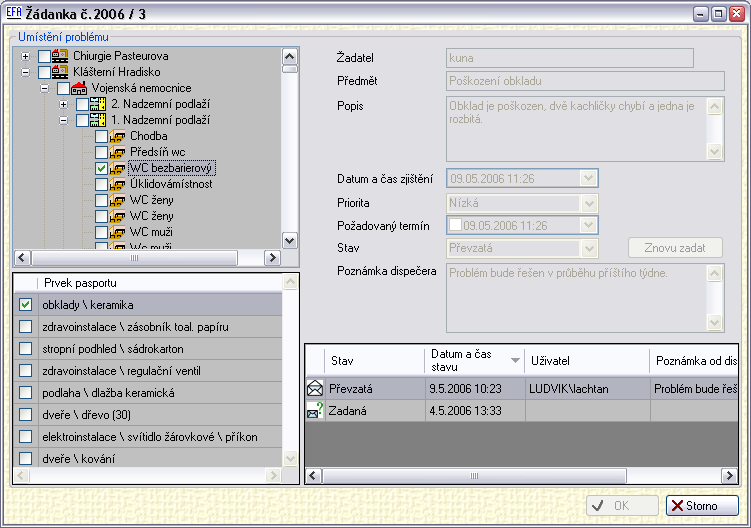 EFA Žádanka č.2006 / 3
Umístění problému
Chirurgie Pasteurova
Klášterní Hradisko
Vojenská nemocnice
2. Nadzemní podlaží
1. Nadzemní podlaží
Chodba
Předsíň wc
WC bezbarierový
Úklidovámístnost
WC ženy
WC ženy
WC muži
Wc muži
Prvek pasportu
obklady \ keramika
zdravoinstalace \ zásobník toal. papíru
stropní podhled \ sádrokarton
zdravoinstalace \ regulační ventil
podlaha \ dlažba keramická
dveře \ dřevo (30)
elektroinstalace \ svítidlo žárovkové \ příkon
dveře \ kování
Žadatel
kuna
Předmět
Poškození obkladu
Popis
Obklad je poškozen, dvě kachličky chybí a jedna je
rozbitá.
Datum a čas zjištění
09.05.2006 11:26
Priorita
Nízká
Požadovaný termín
09.05.2006 11:26
Stav
Převzatá
Znovu zadat
Poznámka dispečera
Problém bude řešen v průběhu příštího týdne.
Stav
Datum a čas
stavu
Uživatel
Poznámka od dis
Převzatá
9.5.2006 10:23
LUDVIK\lachtan
Problém bude řeš
Zadaná
4.5.2006 13:33
OK
Storno